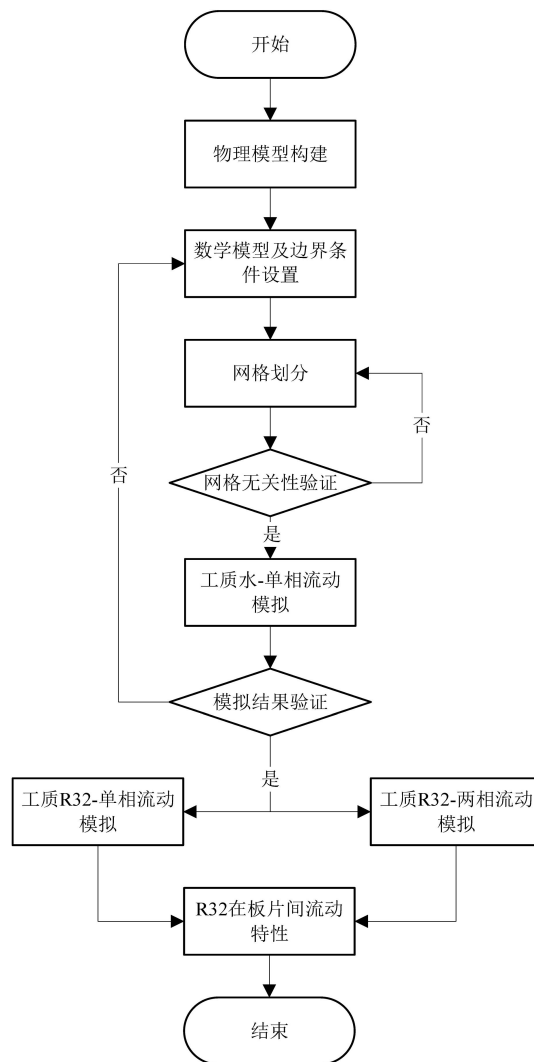 开始
物理模型构建
数学模型及边界条
件设置
网格划分
否
否
网格无关性验证
是
工质水-单相流动
模拟
模拟结果验证
是
工质R32-单相流动
模拟
工质R32-两相流动
模拟
R32在板片间流动
特性
结束